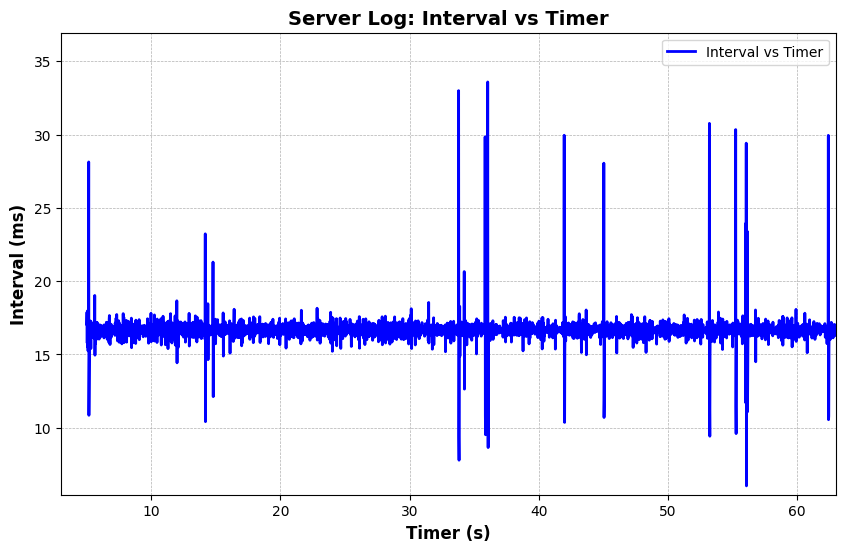 Server Log: Interval vs Timer
Interval vs Timer
35
30
25
20
15
10
Interval (ms)
10 20 30 40 50 60
Timer (s)